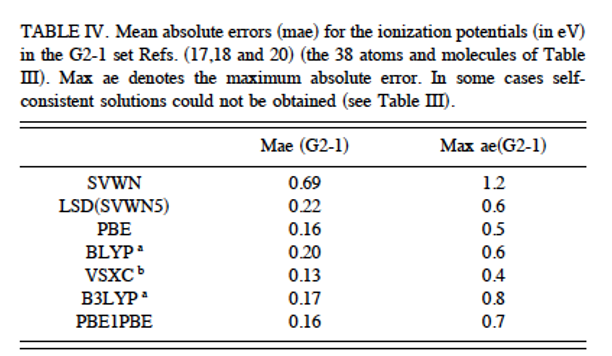 TABLE IV. Mean absolute errors (mae) for the ionization potentials (in eV)
in the G2-1 set Refs. (17,18 and 20) (the 38 atoms and molecules of Table
III). Max ae denotes the maximum absolute error. In some cases self-
consistent solutions could not be obtained (see Table III).
Mae (G2-1) Max ae(G2-1)
SVWN 0.69 1.2
LSD(SVWN5) 0.22 0.6
PBE 0.16 0.5
BLYP a 0.20 0.6
VSXC b 0.13 0.4
B3LYP a 0.17 0.8
PBE1PBE 0.16 0.7